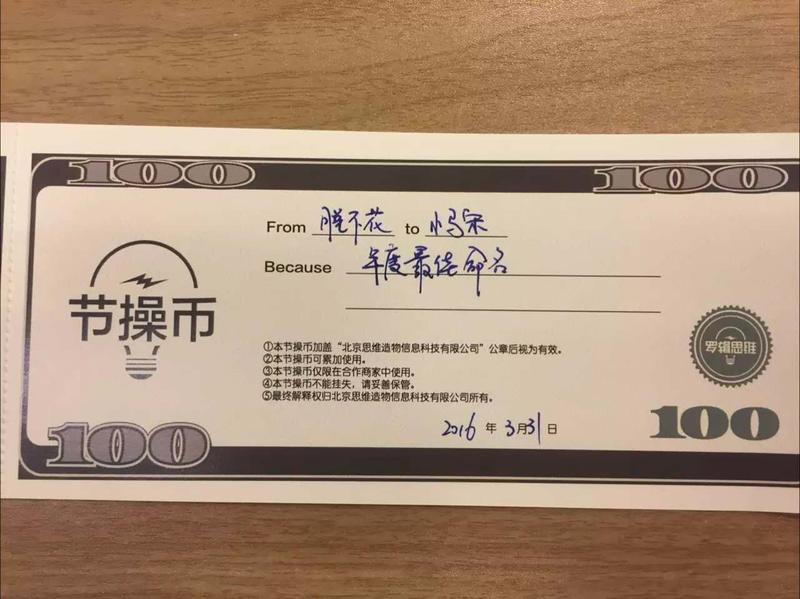 100 100
From 脱不花 to 小马宋
Because 年度最佳命名
节操币
①本节操币加盖“北京思维造物信息科技有限公司”公章后视为有效。
②本节操币可累加使用。
③本节操币仅限在合作商家中使用。
④本节操币不能挂失，请妥善保管。
⑤最终解释权归北京思维造物信息科技有限公司所有。
罗辑思维
2016 年 3月31日
100 100